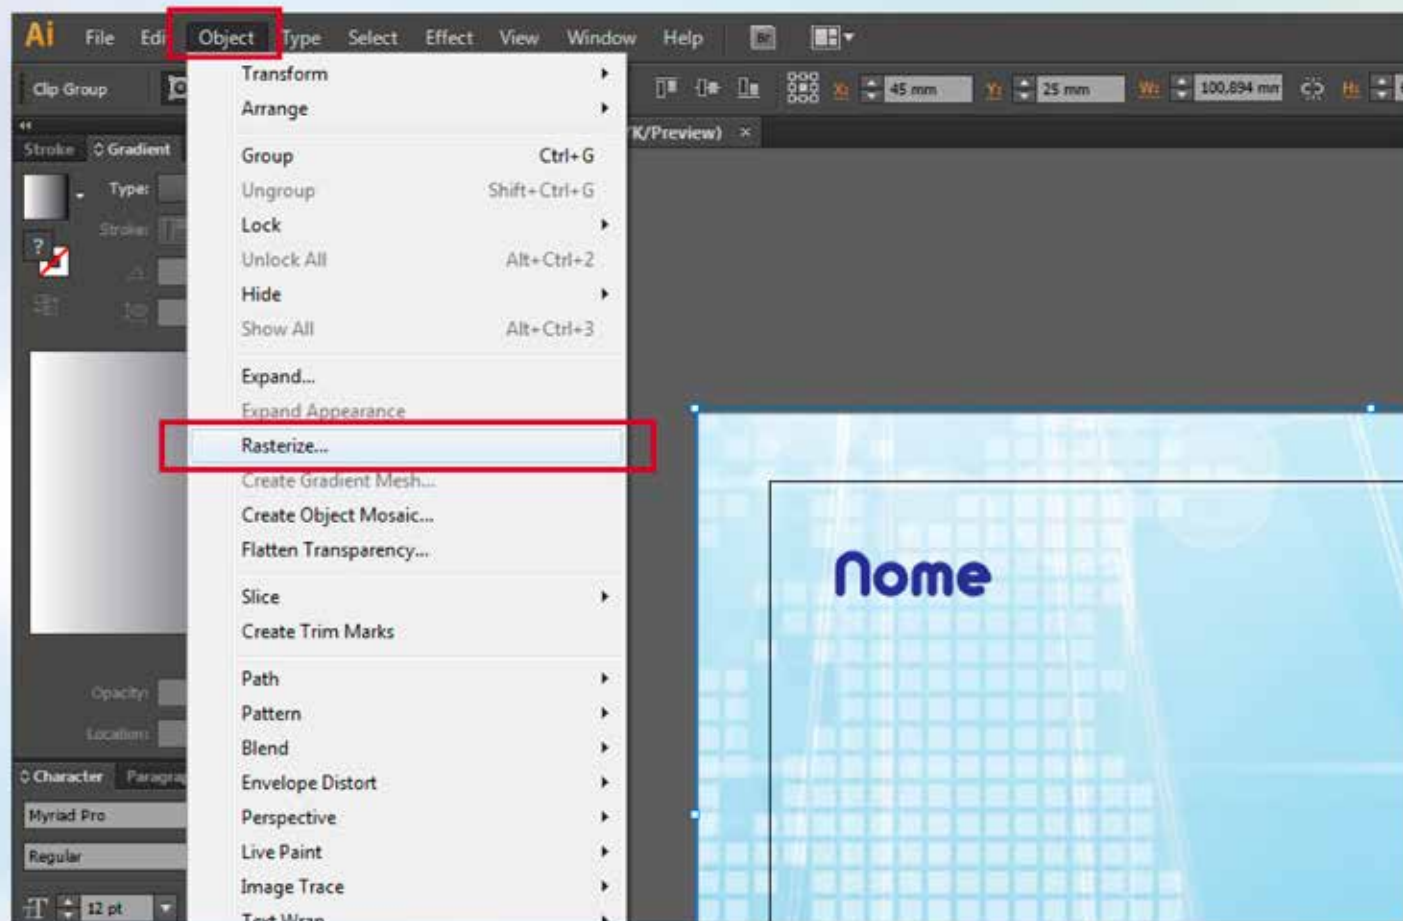 Ai File Edi Object Type Select Effect View Window Help Br
Clip Group X: 45 mm Y: 25 mm W: 100,894 mm H:
K/Preview) ×
Stroke Gradient
Type:
Stroke:
?
Opacity:
Location:
Character Paragrap
Myriad Pro
Regular
12 pt
Transform
Arrange
Group Ctrl+G
Ungroup Shift+Ctrl+G
Lock
Unlock All Alt+Ctrl+2
Hide
Show All Alt+Ctrl+3
Expand...
Expand Appearance
Rasterize...
Create Gradient Mesh...
Create Object Mosaic...
Flatten Transparency...
Slice
Create Trim Marks
Path
Pattern
Blend
Envelope Distort
Perspective
Live Paint
Image Trace
Text Wrap
Nome